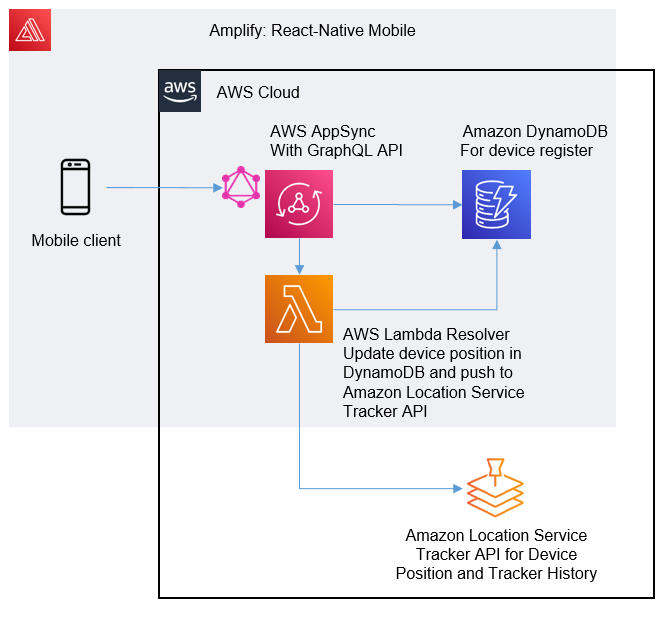 Amplify: React-Native Mobile
aws
AWS Cloud
AWS AppSync
With GraphQL API
Amazon DynamoDB
For device register
Mobile client
AWS Lambda Resolver
Update device position in
DynamoDB and push to
Amazon Location Service
Tracker API
Amazon Location Service
Tracker API for Device
Position and Tracker History